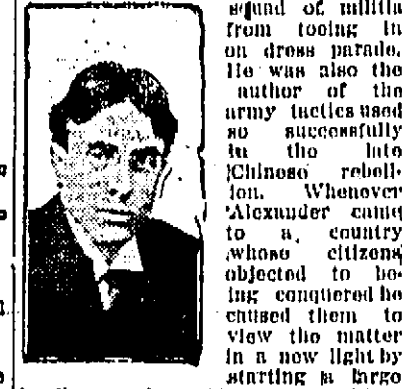 squad of militia
from toeing in
on dress parade.
He was also the
author of the
army tactics used
so successfully
in the late
Chinese rebell-
ion. Whenever
Alexander came
to a country
whose citizens
objected to be-
ing conquered he
caused them to
view the matter
in a new light by
starting a large